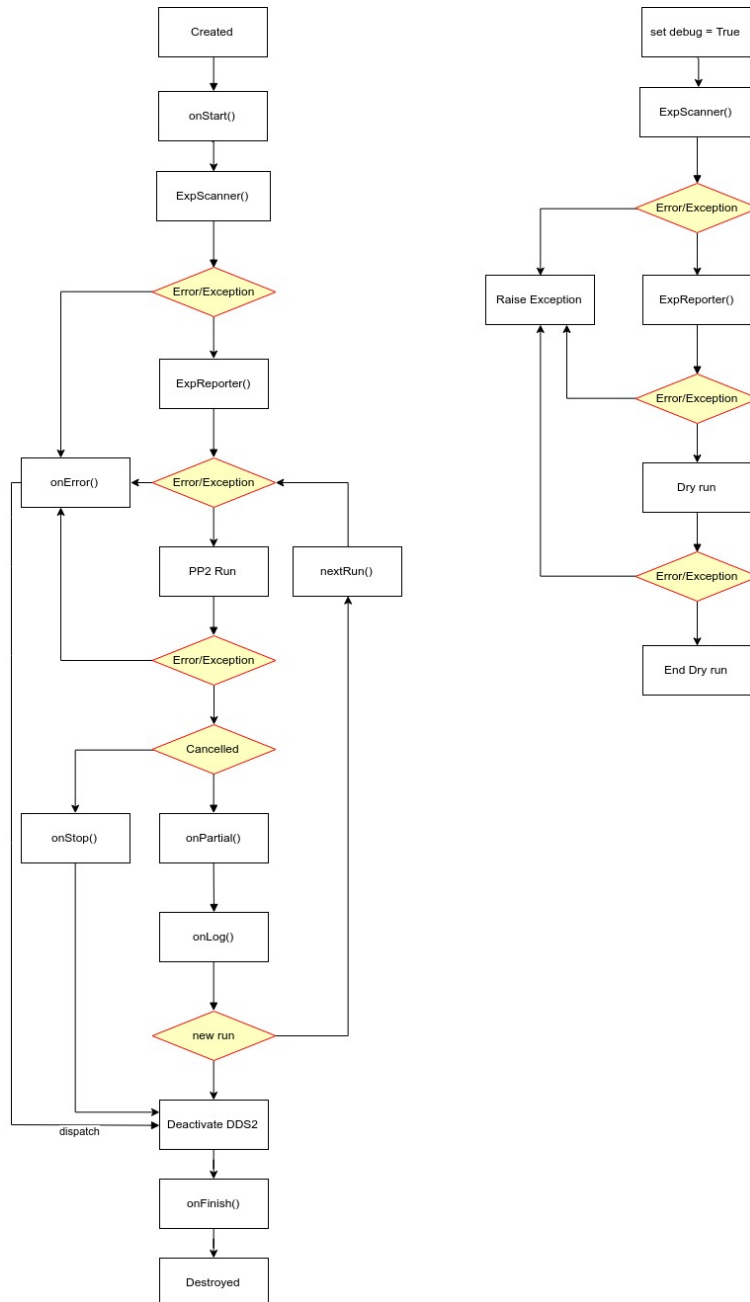 Created
onStart()
ExpScanner()
Error/Exception
ExpReporter()
onError()
Error/Exception
PP2 Run
nextRun()
Error/Exception
Cancelled
onStop()
onPartial()
onLog()
new run
Deactivate DDS2
dispatch
onFinish()
Destroyed
set debug = True
ExpScanner()
Error/Exception
Raise Exception
ExpReporter()
Error/Exception
Dry run
Error/Exception
End Dry run